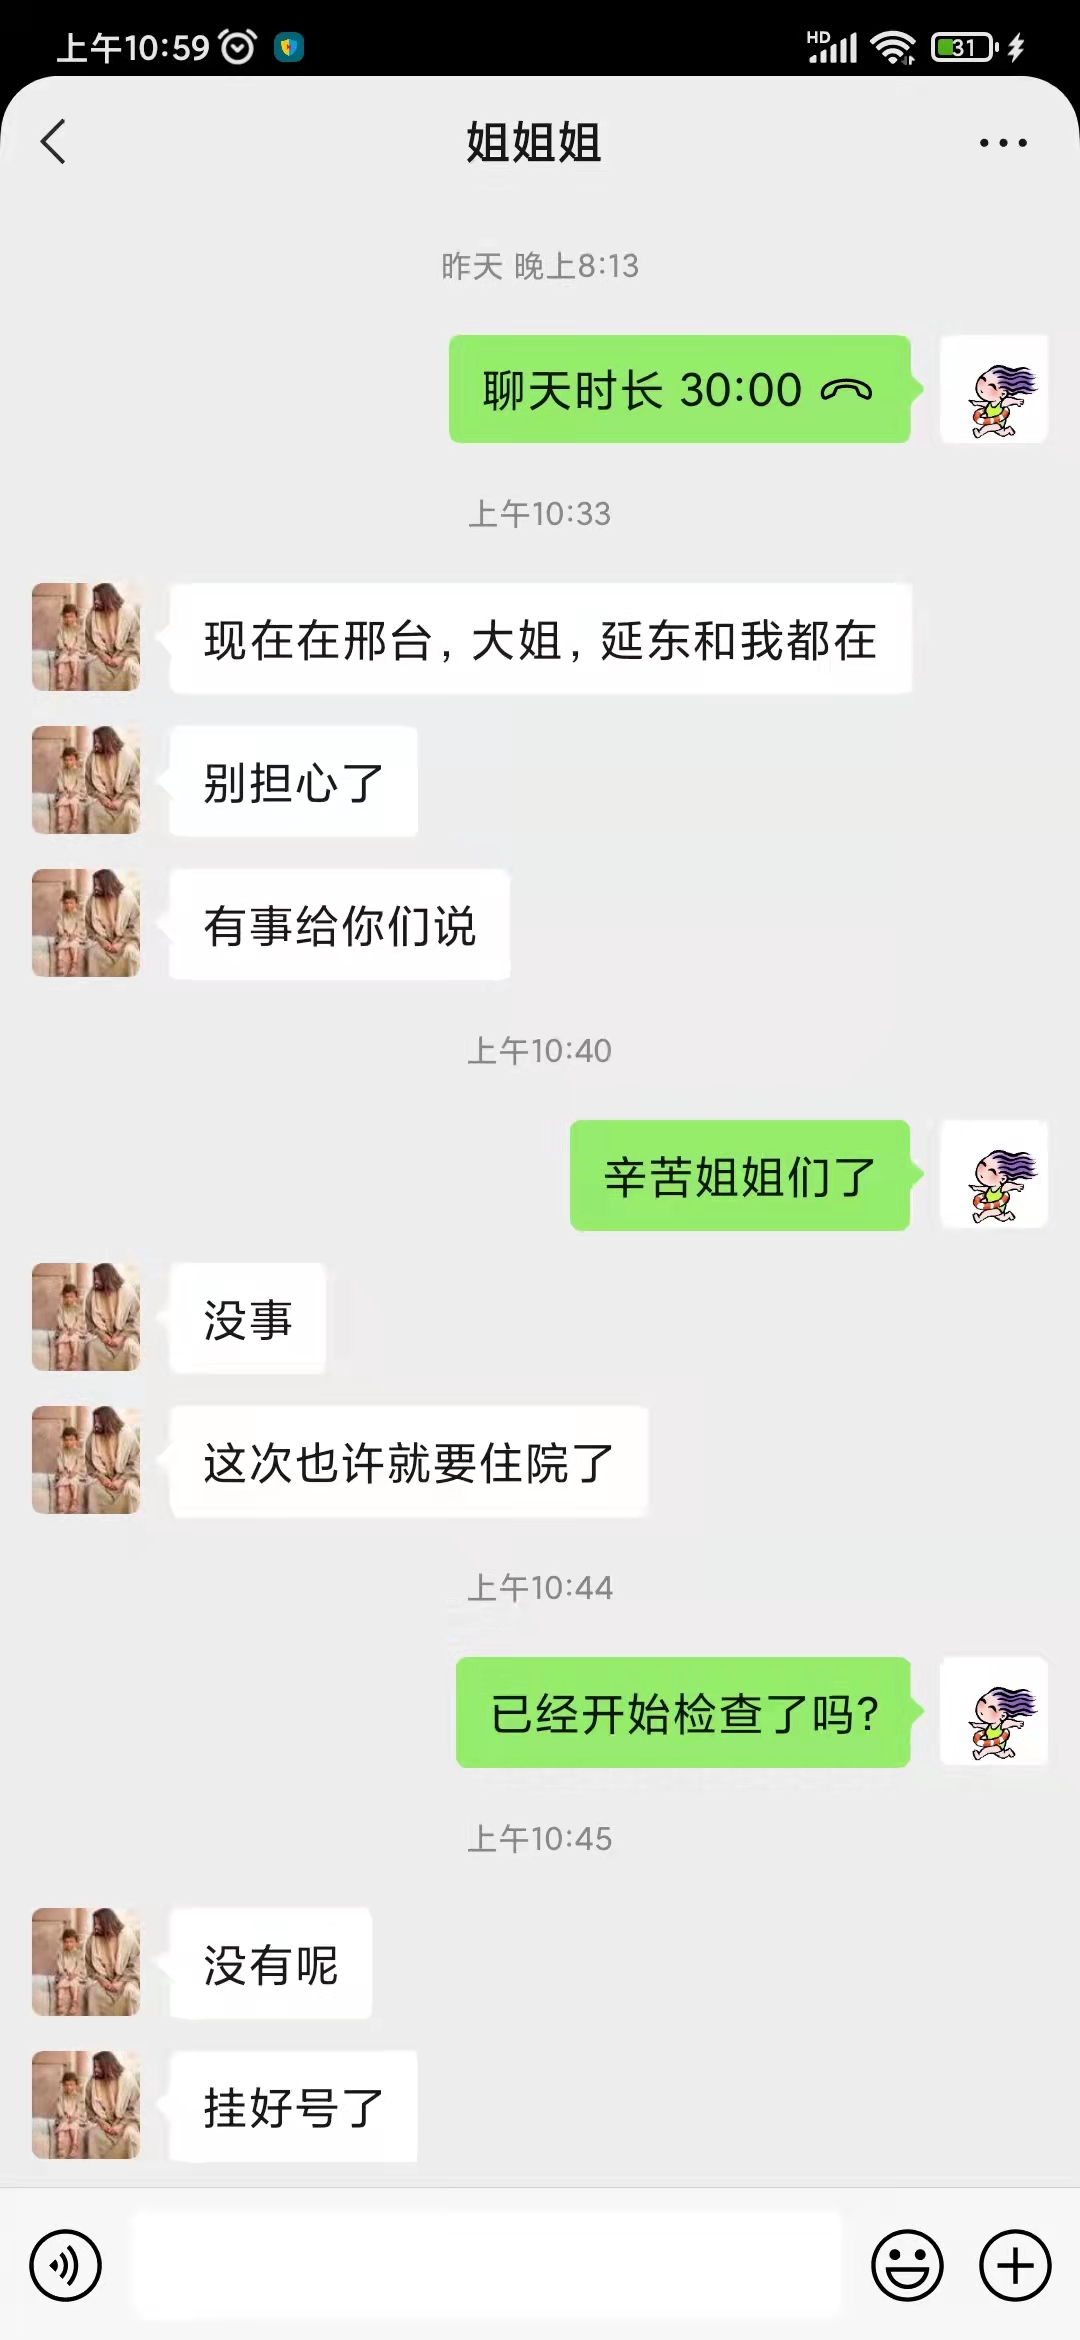 上午10:59
HD
31
姐姐姐
昨天 晚上8:13
聊天时长 30:00
上午10:33
现在在邢台，大姐，延东和我都在
别担心了
有事给你们说
上午10:40
辛苦姐姐们了
没事
这次也许就要住院了
上午10:44
已经开始检查了吗?
上午10:45
没有呢
挂好号了